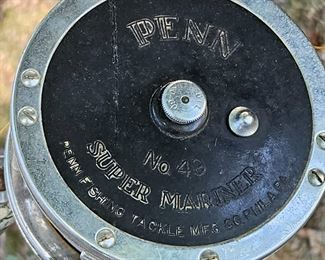 PENN
No 49
SUPER MARINER
PENN FISHING TACKLE MFG. CO. PHILA. PA.